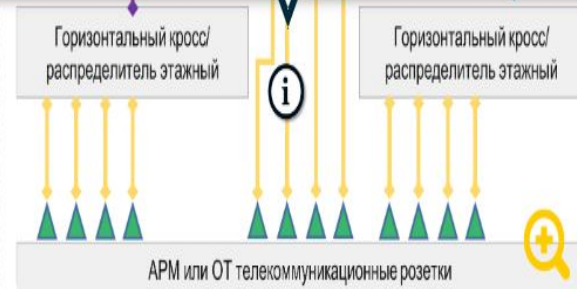 Горизонтальный кросс/
распределитель этажный
Горизонтальный кросс/
распределитель этажный
i
АРМ или ОТ телекоммуникационные розетки